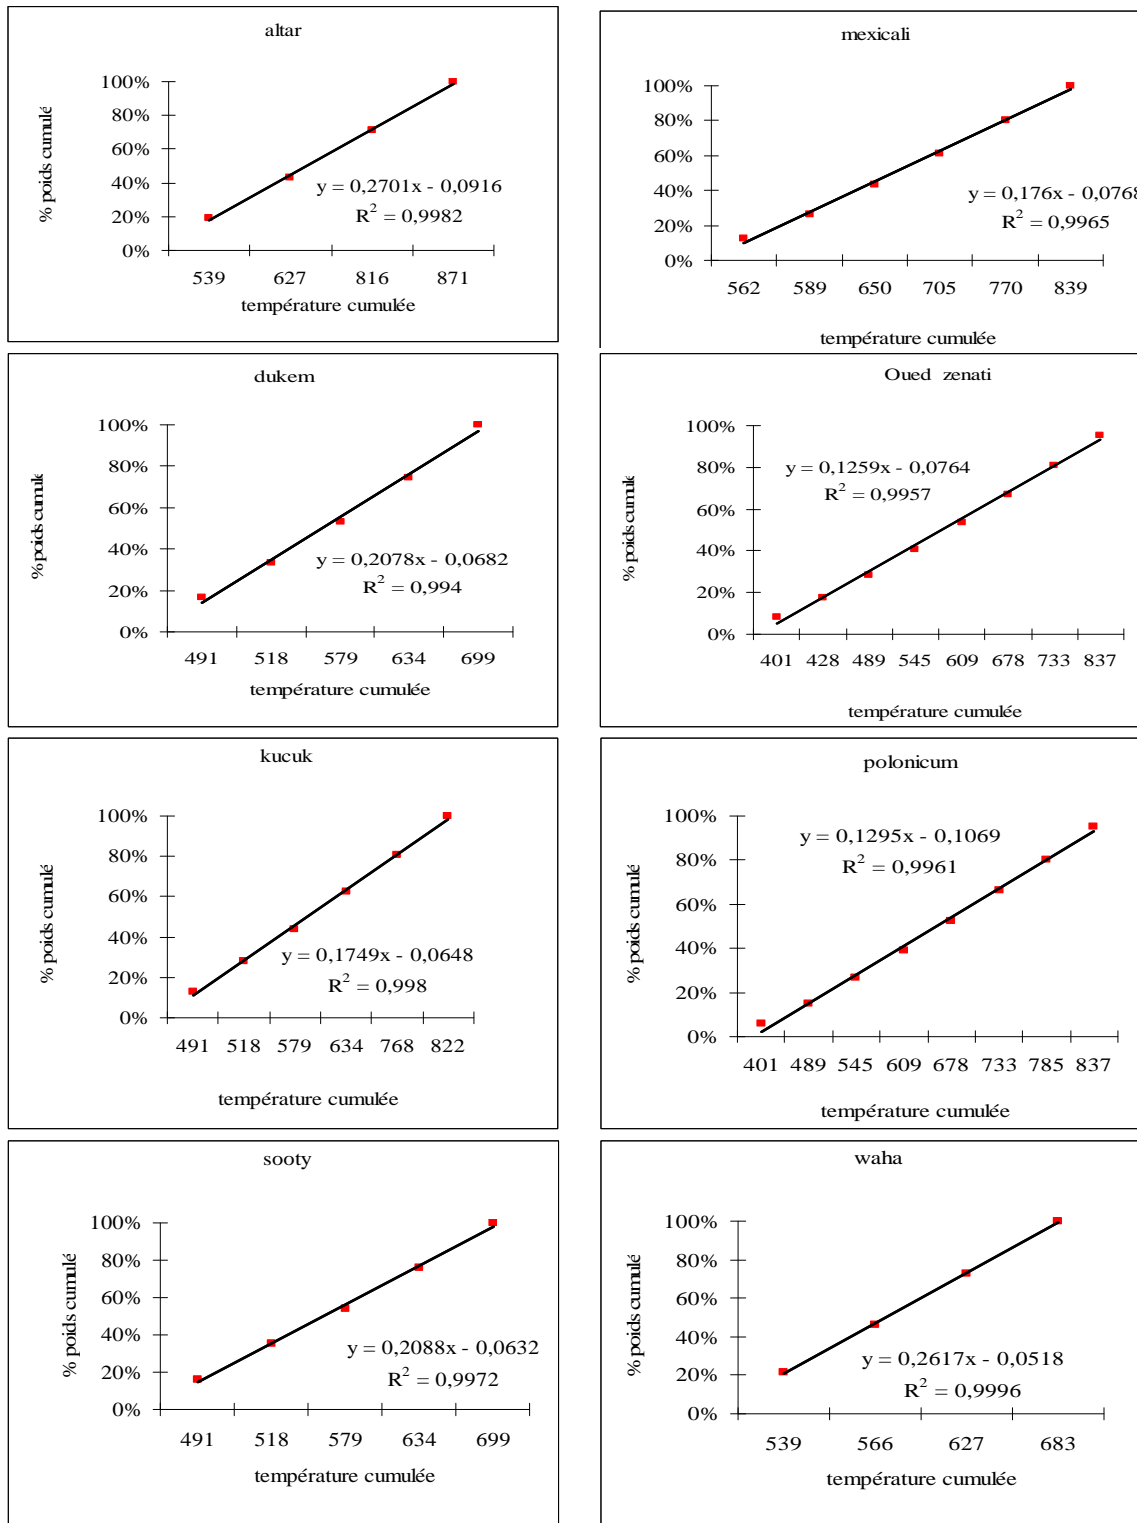 altar
% poids cumulé
100%
80%
60%
40%
20%
0%
y = 0,2701x - 0,0916
R² = 0,9982
539 627 816 871
température cumulée
mexicali
% poids cumulé
100%
80%
60%
40%
20%
0%
y = 0,176x - 0,0768
R² = 0,9965
562 589 650 705 770 839
température cumulée
dukem
% poids cumulé
100%
80%
60%
40%
20%
0%
y = 0,2078x - 0,0682
R² = 0,994
491 518 579 634 699
température cumulée
Oued zenati
% poids cumulé
100%
80%
60%
40%
20%
0%
y = 0,1259x - 0,0764
R² = 0,9957
401 428 489 545 609 678 733 837
température cumulée
kucuk
% poids cumulé
100%
80%
60%
40%
20%
0%
y = 0,1749x - 0,0648
R² = 0,998
491 518 579 634 768 822
température cumulée
polonicum
% poids cumulé
100%
80%
60%
40%
20%
0%
y = 0,1295x - 0,1069
R² = 0,9961
401 489 545 609 678 733 785 837
température cumulée
sooty
% poids cumulé
100%
80%
60%
40%
20%
0%
y = 0,2088x - 0,0632
R² = 0,9972
491 518 579 634 699
température cumulée
waha
% poids cumulé
100%
80%
60%
40%
20%
0%
y = 0,2617x - 0,0518
R² = 0,9996
539 566 627 683
température cumulée